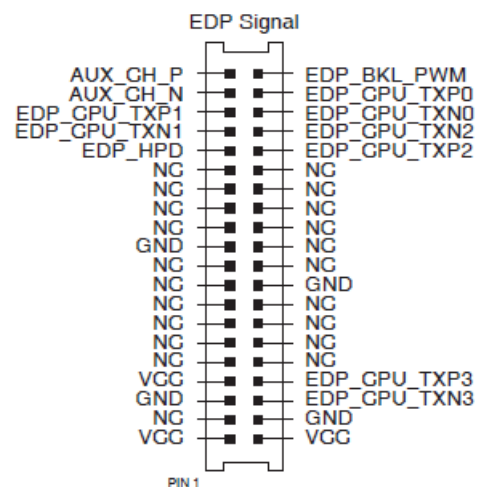 EDP Signal
AUX_CH_P EDP_BKL_PWM
AUX_CH_N EDP_CPU_TXP0
EDP_CPU_TXP1 EDP_CPU_TXN0
EDP_CPU_TXN1 EDP_CPU_TXN2
EDP_HPD EDP_CPU_TXP2
NC NC
NC NC
NC NC
NC NC
GND NC
NC NC
NC GND
NC NC
NC NC
NC NC
NC NC
VCC EDP_CPU_TXP3
GND EDP_CPU_TXN3
NC GND
VCC VCC
PIN 1